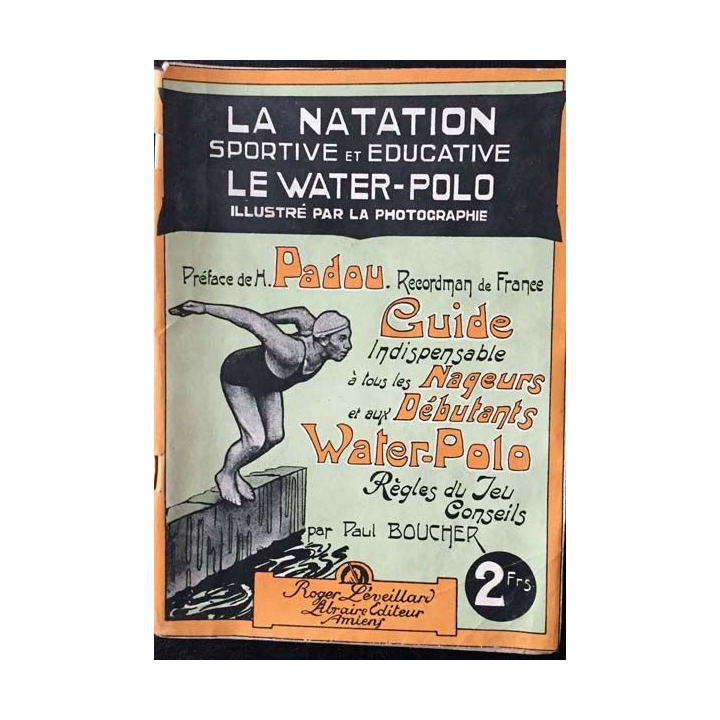 LA NATATION
SPORTIVE ET EDUCATIVE
LE WATER-POLO
ILLUSTRÉ PAR LA PHOTOGRAPHIE
Préface de H. Padou. Recordman de France
Guide
Indispensable
à tous les Nageurs
et aux Débutants
Water-Polo
Règles du Jeu
Conseils
par Paul BOUCHER
2 Frs.
Roger Léveillard
Libraire Editeur
Amiens